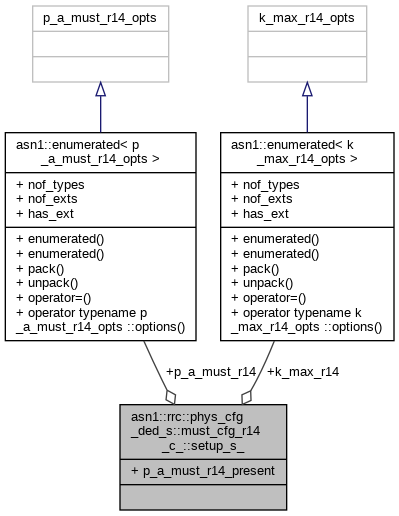 p_a_must_r14_opts
k_max_r14_opts
asn1::enumerated< p
_a_must_r14_opts >
+ nof_types
+ nof_exts
+ has_ext
+ enumerated()
+ enumerated()
+ pack()
+ unpack()
+ operator=()
+ operator typename p
_a_must_r14_opts ::options()
asn1::enumerated< k
_max_r14_opts >
+ nof_types
+ nof_exts
+ has_ext
+ enumerated()
+ enumerated()
+ pack()
+ unpack()
+ operator=()
+ operator typename k
_max_r14_opts ::options()
+p_a_must_r14
+k_max_r14
asn1::rrc::phys_cfg
_ded_s::must_cfg_r14
_c_::setup_s_
+ p_a_must_r14_present